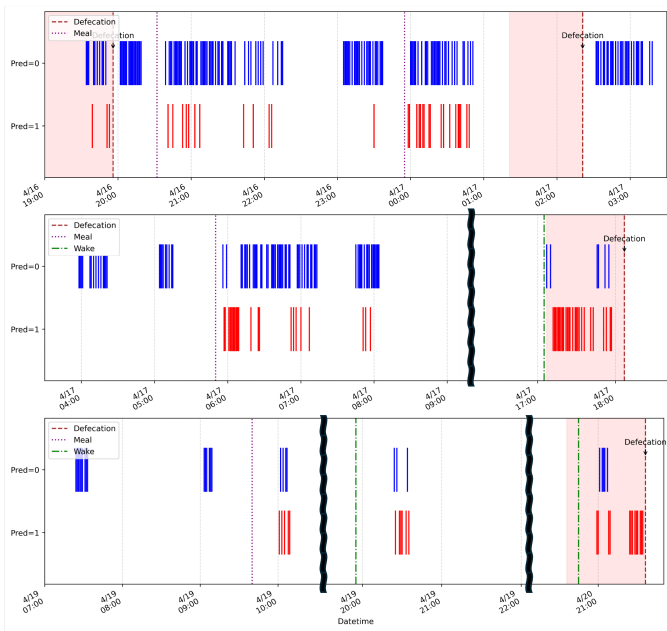 Defecation
Meal
Defecation
Defecation
Pred=0
Pred=1
4/16
19:00
4/16
20:00
4/16
21:00
4/16
22:00
4/16
23:00
4/17
00:00
4/17
01:00
4/17
02:00
4/17
03:00
Defecation
Meal
Wake
Defecation
Pred=0
Pred=1
4/17
04:00
4/17
05:00
4/17
06:00
4/17
07:00
4/17
08:00
4/17
09:00
4/17
17:00
4/17
18:00
Defecation
Meal
Wake
Defecation
Pred=0
Pred=1
4/19
07:00
4/19
08:00
4/19
09:00
4/19
10:00
4/19
20:00
4/19
22:00
4/20
21:00
4/19
23:00
Datetime